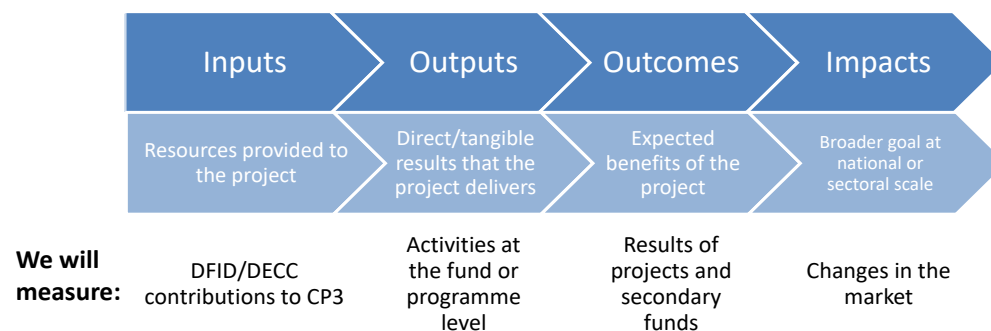 Inputs
Outputs
Outcomes
Impacts
Resources provided to
the project
Direct/tangible
results that the
project delivers
Expected
benefits of the
project
Broader goal at
national or
sectoral scale
We will
measure:
DFID/DECC
contributions to CP3
Activities at
the fund or
programme
level
Results of
projects and
secondary
funds
Changes in the
market